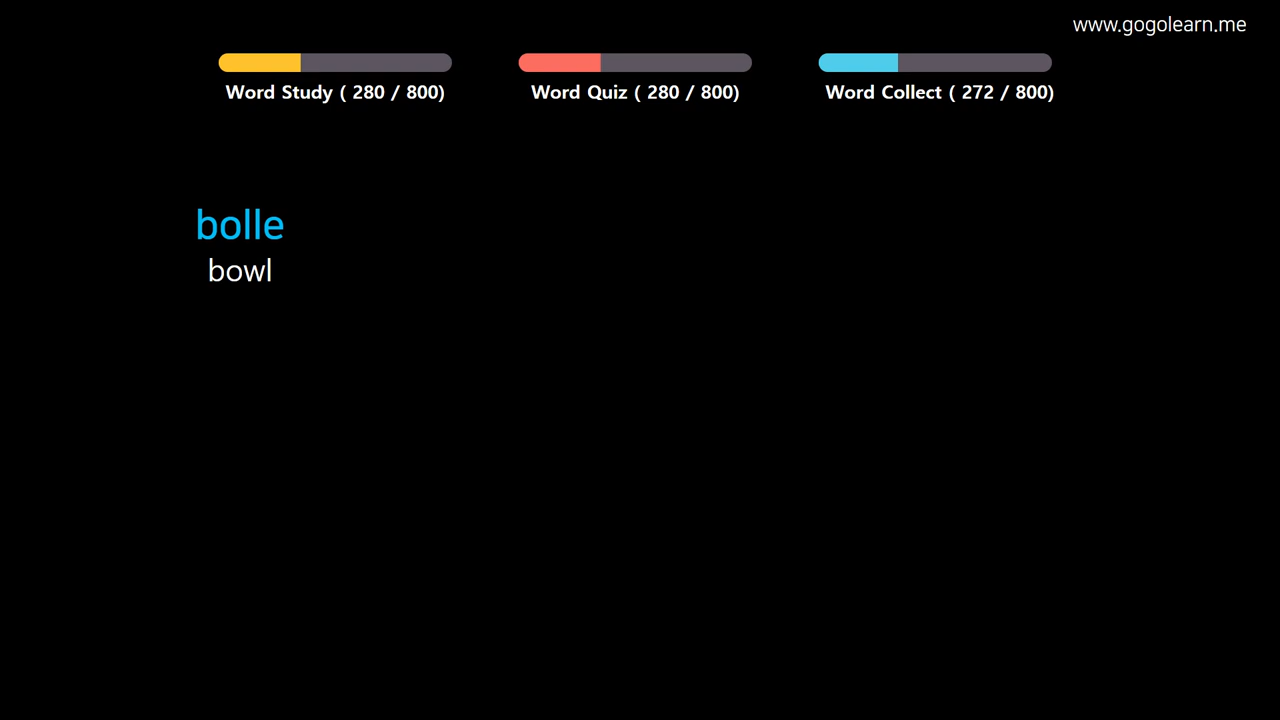 www.gogolearn.me
Word Study ( 280 / 800)
Word Quiz ( 280 / 800)
Word Collect ( 272 / 800)
bolle
bowl